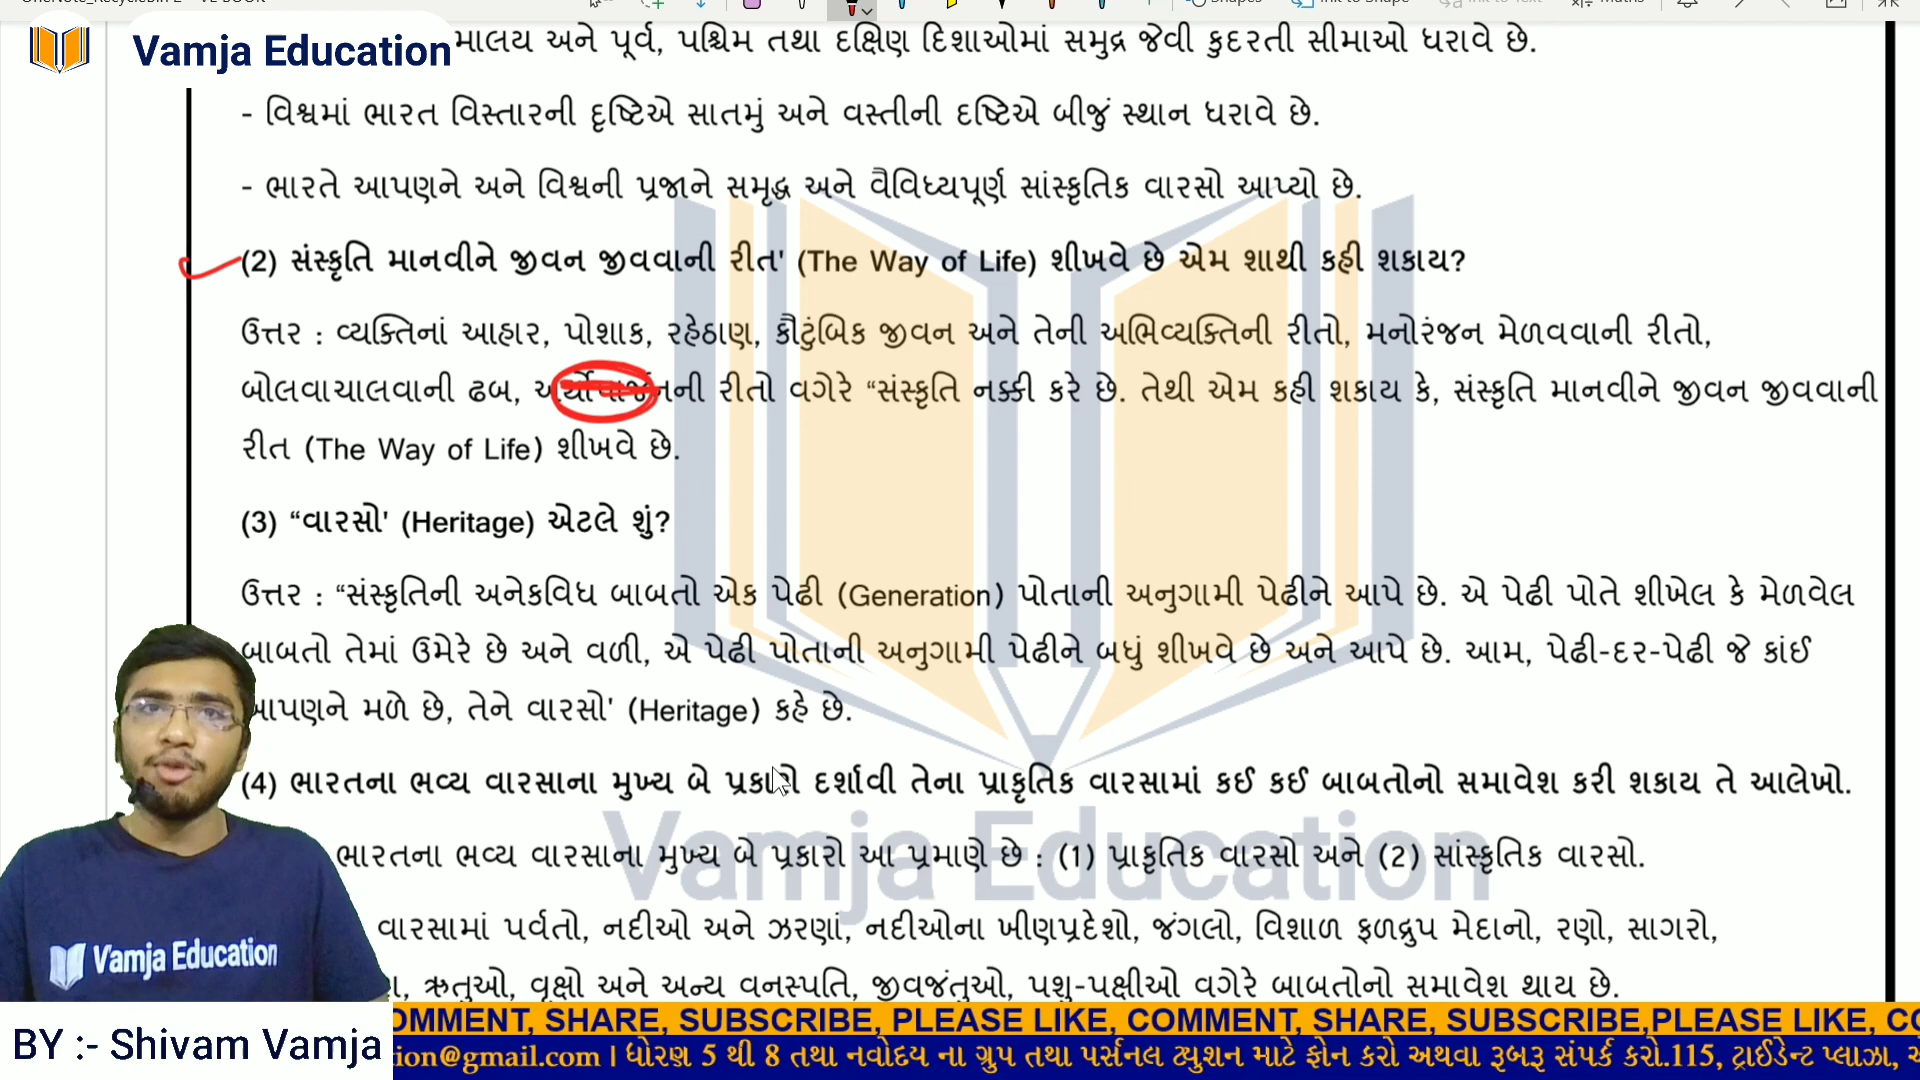 Vamja Education
માલય અને પૂર્વ, પશ્ચિમ તથા દક્ષિણ દિશાઓમાં સમુદ્ર જેવી કુદરતી સીમાઓ ધરાવે છે.
- વિશ્વમાં ભારત વિસ્તારની દૃષ્ટિએ સાતમું અને વસ્તીની દષ્ટિએ બીજું સ્થાન ધરાવે છે.
- ભારતે આપણને અને વિશ્વની પ્રજાને સમૃદ્ધ અને વૈવિધ્યપૂર્ણ સાંસ્કૃતિક વારસો આપ્યો છે.
(2) સંસ્કૃતિ માનવીને જીવન જીવવાની રીત' (The Way of Life) શીખવે છે એમ શાથી કહી શકાય?
ઉત્તર : વ્યક્તિનાં આહાર, પોશાક, રહેઠાણ, કૌટુંબિક જીવન અને તેની અભિવ્યક્તિની રીતો, મનોરંજન મેળવવાની રીતો,
બોલવાચાલવાની ઢબ, રીતો વગેરે “સંસ્કૃતિ નક્કી કરે છે. તેથી એમ કહી શકાય કે, સંસ્કૃતિ માનવીને જીવન જીવવાની
રીત (The Way of Life) શીખવે છે.
(3) “વારસો' (Heritage) એટલે શું?
ઉત્તર : “સંસ્કૃતિની અનેકવિધ બાબતો એક પેઢી (Generation) પોતાની અનુગામી પેઢીને આપે છે. એ પેઢી પોતે શીખેલ કે મેળવેલ
બાબતો તેમાં ઉમેરે છે અને વળી, એ પેઢી પોતાની અનુગામી પેઢીને બધું શીખવે છે અને આપે છે. આમ, પેઢી-દર-પેઢી જે કાંઈ
આપણને મળે છે, તેને વારસો' (Heritage) કહે છે.
(4) ભારતના ભવ્ય વારસાના મુખ્ય બે પ્રકારો દર્શાવી તેના પ્રાકૃતિક વારસામાં કઈ કઈ બાબતોનો સમાવેશ કરી શકાય તે આલેખો.
ભારતના ભવ્ય વારસાના મુખ્ય બે પ્રકારો આ પ્રમાણે છે : (1) પ્રાકૃતિક વારસો અને (2) સાંસ્કૃતિક વારસો.
Vamja Education
વારસામાં પર્વતો, નદીઓ અને ઝરણાં, નદીઓના ખીણપ્રદેશો, જંગલો, વિશાળ ફળદ્રુપ મેદાનો, રણો, સાગરો,
ઋતુઓ, વૃક્ષો અને અન્ય વનસ્પતિ, જીવજંતુઓ, પશુ-પક્ષીઓ વગેરે બાબતોનો સમાવેશ થાય છે.
Vamja Education
BY :- Shivam Vamja
OMMENT, SHARE, SUBSCRIBE, PLEASE LIKE, COMMENT, SHARE, SUBSCRIBE,PLEASE LIKE,
ion@gmail.com | ધોરણ 5 થી 8 તથા નવોદય ના ગ્રુપ તથા પર્સનલ ટ્યુશન માટે ફોન કરો અથવા રૂબરૂ સંપર્ક કરો.115, ટ્રાઈડેન્ટ પ્લાઝા,